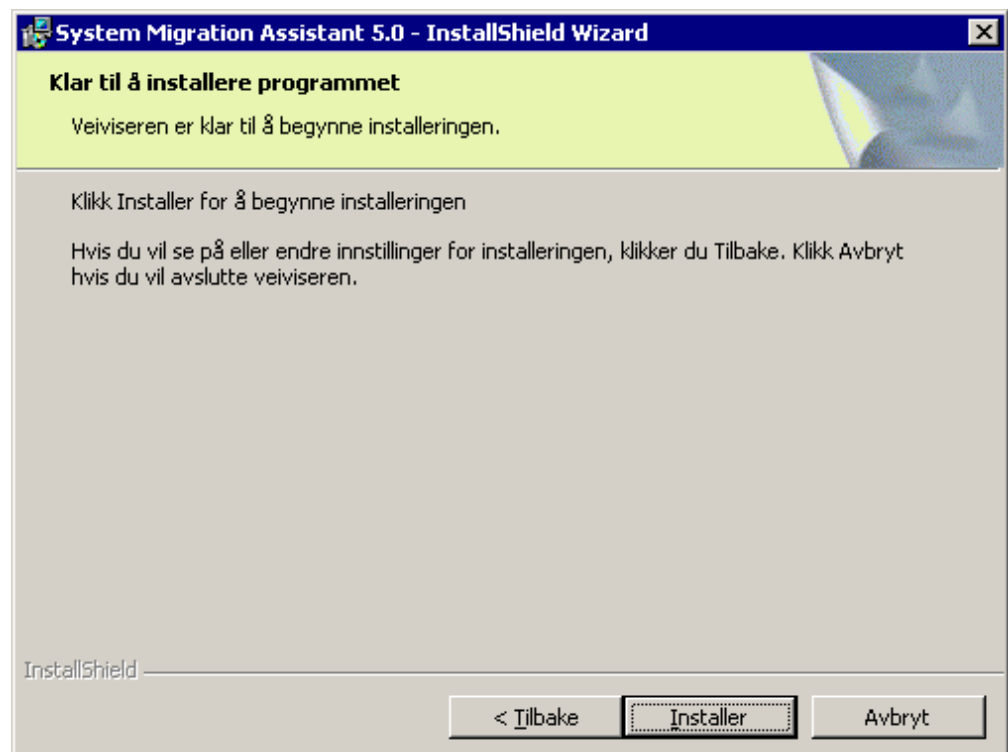 System Migration Assistant 5.0 - InstallShield Wizard
Klar til å installere programmet
Veiviseren er klar til å begynne installeringen.
Klikk Installer for å begynne installeringen
Hvis du vil se på eller endre innstillinger for installeringen, klikker du Tilbake. Klikk Avbryt
hvis du vil avslutte veiviseren.
InstallShield
< Tilbake
Installer
Avbryt